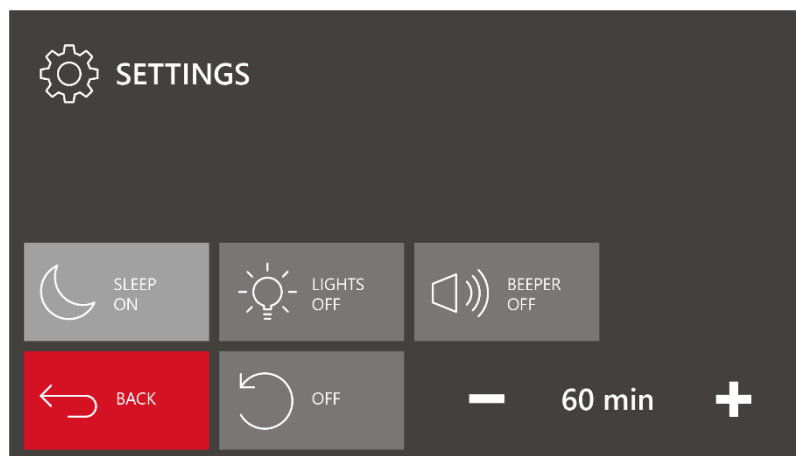 SETTINGS
SLEEP
ON
LIGHTS
OFF
BEEPER
OFF
BACK
OFF
60 min